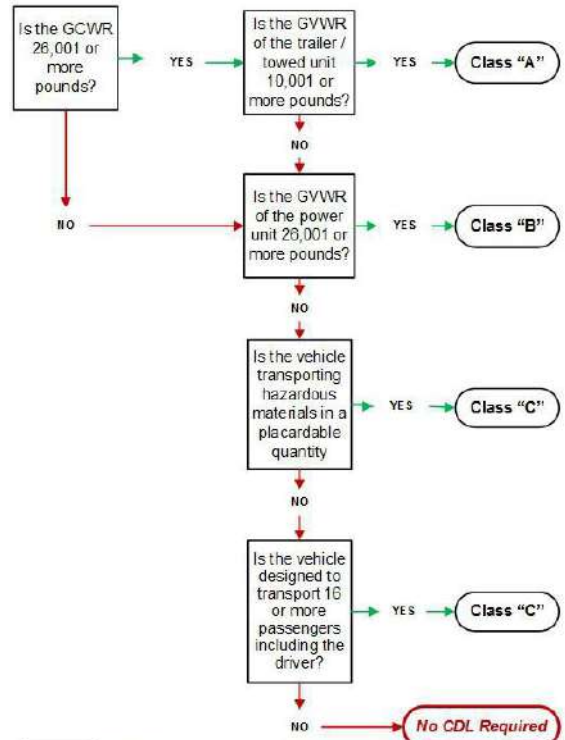 Is the GCWR
26,001 or
more
pounds?
YES
Is the GVWR
of the trailer /
towed unit
10,001 or
more pounds?
YES
Class “A”
NO
NO
Is the GVWR
of the power
unit 26,001 or
more pounds?
YES
Class “B”
NO
Is the vehicle
transporting
hazardous
materials in a
placardable
quantity
YES
Class “C”
NO
Is the vehicle
designed to
transport 16
or more
passengers
including the
driver?
YES
Class “C”
NO
No CDL Required